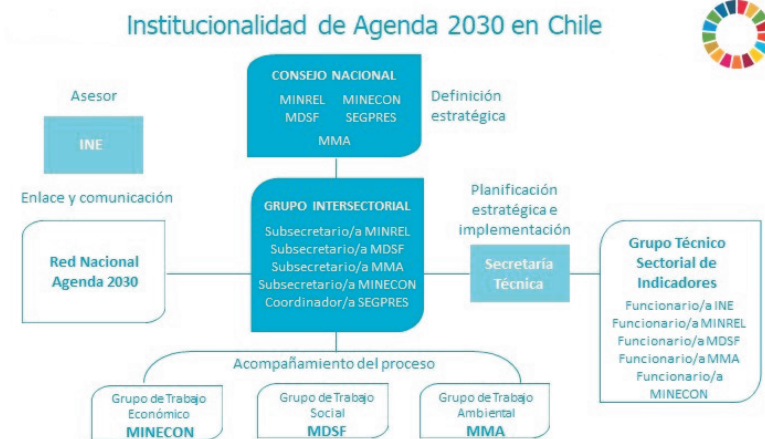 Institucionalidad de Agenda 2030 en Chile
CONSEJO NACIONAL
MINREL MINECON
MDSF SEGPRES
MMA
Definición
estratégica
Asesor
INE
Enlace y comunicación
Red Nacional
Agenda 2030
GRUPO INTERSECTORIAL
Subsecretario/a MINREL
Subsecretario/a MDSF
Subsecretario/a MMA
Subsecretario/a MINECON
Coordinador/a SEGPRES
Planificación
estratégica e
implementación
Secretaría
Técnica
Grupo Técnico
Sectorial de
Indicadores
Funcionario/a INE
Funcionario/a MINREL
Funcionario/a MDSF
Funcionario/a MMA
Funcionario/a
MINECON
Acompañamiento del proceso
Grupo de Trabajo
Económico
MINECON
Grupo de Trabajo
Social
MDSF
Grupo de Trabajo
Ambiental
MMA